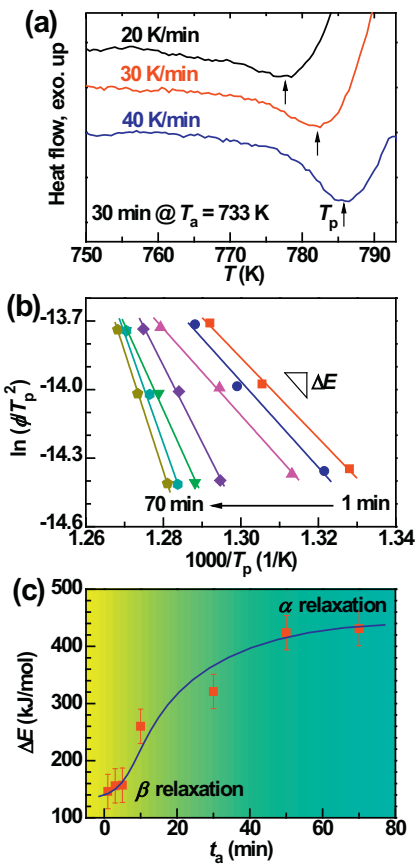 (a)
20 K/min
30 K/min
40 K/min
Heat flow, exo. up
30 min @ Tₐ = 733 K
Tₚ
750 760 770 780 790
T (K)
(b)
-13.7
-14.0
-14.3
-14.6
ln (ϕ/Tₚ²)
ΔE
70 min
1 min
1.26 1.28 1.30 1.32 1.34
1000/Tₚ (1/K)
(c)
500
400
300
200
100
ΔE (kJ/mol)
α relaxation
β relaxation
0 20 40 60 80
tₐ (min)